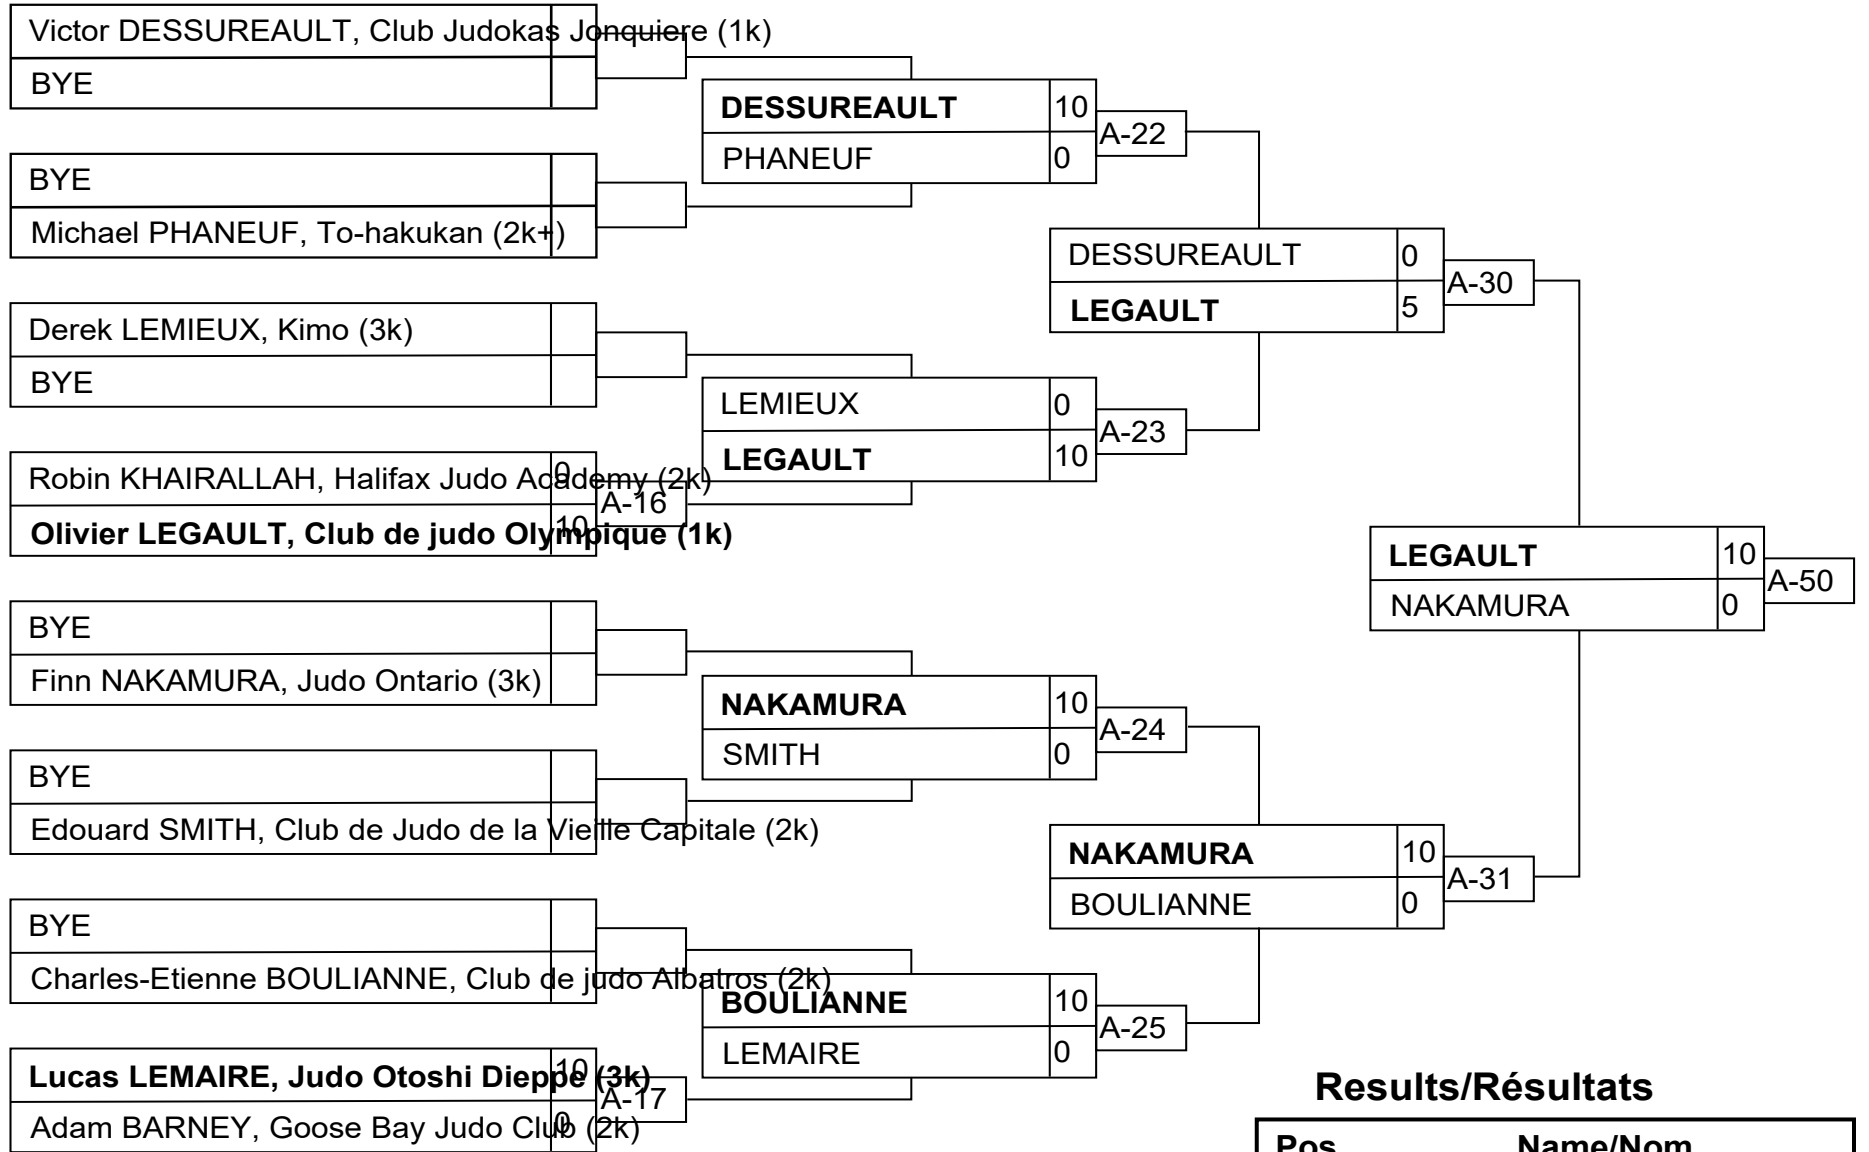 Victor DESSUREAULT, Club Judokas Jonquiere (1k)
BYE
BYE
Michael PHANEUF, To-hakukan (2k+)
Derek LEMIEUX, Kimo (3k)
BYE
Robin KHAIRALLAH, Halifax Judo Academy (2k) 0
Olivier LEGAULT, Club de judo Olympique (1k) 10
A-16
BYE
Finn NAKAMURA, Judo Ontario (3k)
BYE
Edouard SMITH, Club de Judo de la Vieille Capitale (2k)
BYE
Charles-Etienne BOULIANNE, Club de judo Albatros (2k)
Lucas LEMAIRE, Judo Otoshi Dieppe (3k) 10
Adam BARNEY, Goose Bay Judo Club (2k) 0
A-17
DESSUREAULT 10
PHANEUF 0
A-22
LEMIEUX 0
LEGAULT 10
A-23
NAKAMURA 10
SMITH 0
A-24
BOULIANNE 10
LEMAIRE 0
A-25
DESSUREAULT 0
LEGAULT 5
A-30
NAKAMURA 10
BOULIANNE 0
A-31
LEGAULT 10
NAKAMURA 0
A-50
Results/Résultats
Pos Name/Nom